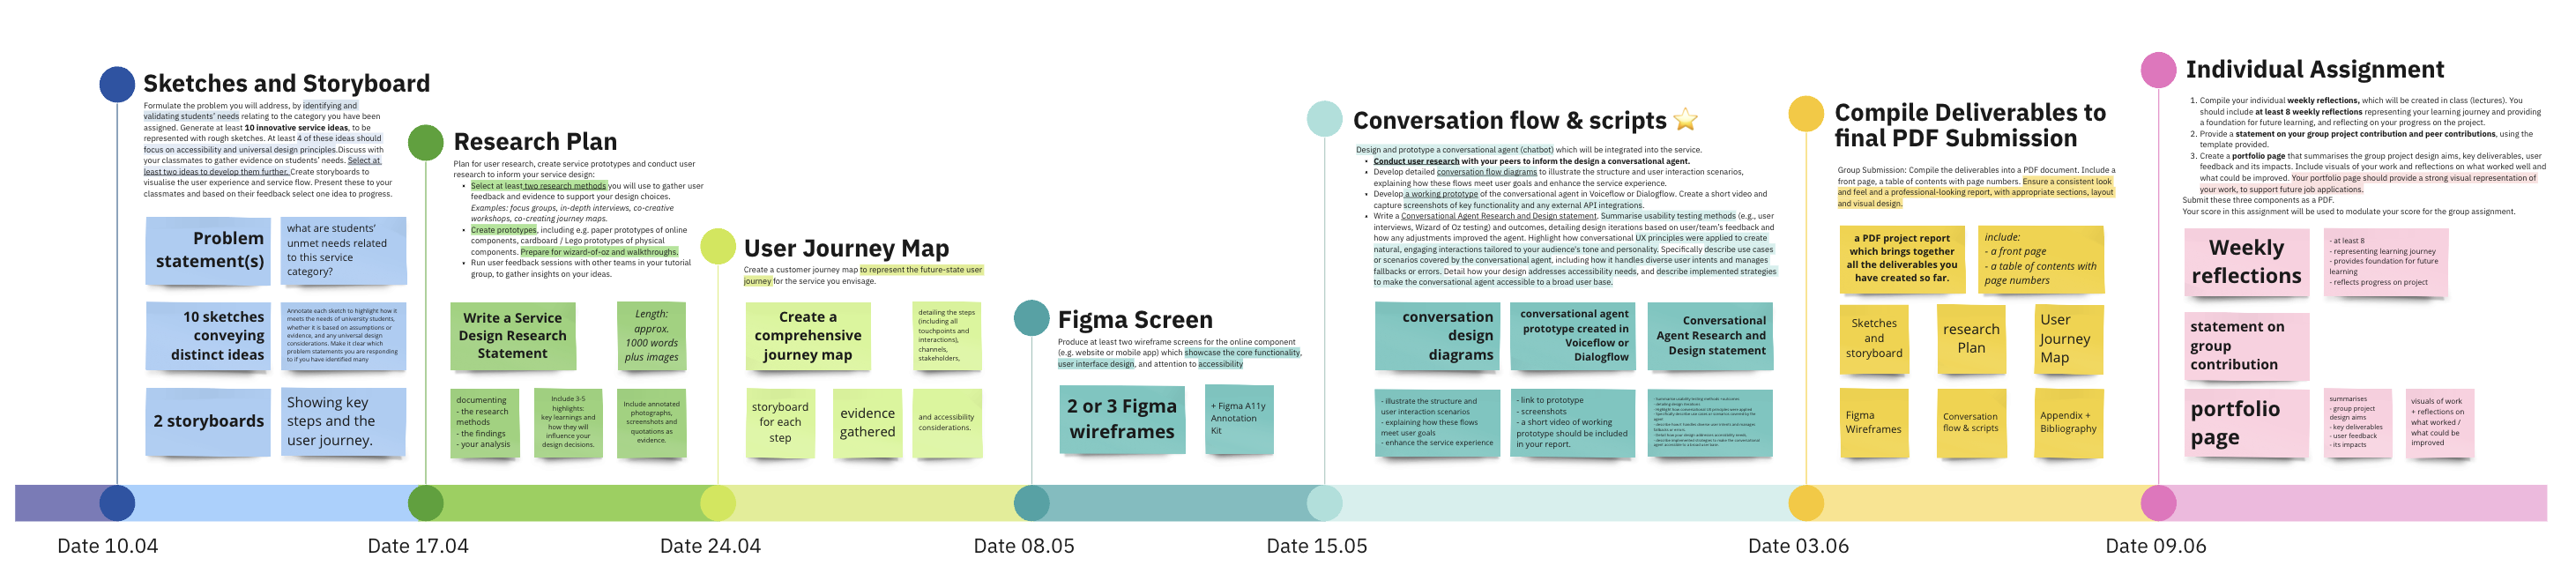 Sketches and Storyboard
Formulate the problem you will address, by identifying and
validating students' needs relating to the category you have been
assigned. Generate at least 10 innovative service ideas, to be
represented with rough sketches. At least 4 of these ideas should
focus on accessibility and universal design principles.Discuss with
your classmates to gather evidence on students' needs. Select at
least two ideas to develop them further. Create storyboards to
visualise the user experience and service flow. Present these to your
classmates and based on their feedback select one idea to progress.
Problem
statement(s)
what are students'
unmet needs related
to this service
category?
10 sketches
conveying
distinct ideas
Annotate each sketch to highlight how it
meets the needs of university students,
whether it is based on assumptions or
evidence, and any universal design
considerations. Make it clear which
problem statements you are responding
to if you have identified many
2 storyboards
Showing key
steps and the
user journey.
Research Plan
Plan for user research, create service prototypes and conduct user
research to inform your service design:
• Select at least two research methods you will use to gather user
feedback and evidence to support your design choices.
Examples: focus groups, in-depth interviews, co-creative
workshops, co-creating journey maps.
• Create prototypes, including e.g. paper prototypes of online
components, cardboard / Lego prototypes of physical
components. Prepare for wizard-of-oz and walkthroughs.
• Run user feedback sessions with other teams in your tutorial
group, to gather insights on your ideas.
Write a Service
Design Research
Statement
Length:
approx.
1000 words
plus images
documenting
- the research
methods
- the findings
- your analysis
Include 3-5
highlights:
key learnings and
how they will
influence your
design decisions.
Include annotated
photographs,
screenshots and
quotations as
evidence.
User Journey Map
Create a customer journey map to represent the future-state user
journey for the service you envisage.
Create a
comprehensive
journey map
detailing the steps
(including all
touchpoints and
interactions),
channels,
stakeholders,
storyboard
for each
step
evidence
gathered
and accessibility
considerations.
Figma Screen
Produce at least two wireframe screens for the online component
(e.g. website or mobile app) which showcase the core functionality,
user interface design, and attention to accessibility
2 or 3 Figma
wireframes
+ Figma A11y
Annotation
Kit
Conversation flow & scripts ⭐
Design and prototype a conversational agent (chatbot) which will be integrated into the service.
• Conduct user research with your peers to inform the design a conversational agent.
• Develop detailed conversation flow diagrams to illustrate the structure and user interaction scenarios,
explaining how these flows meet user goals and enhance the service experience.
• Develop a working prototype of the conversational agent in Voiceflow or Dialogflow. Create a short video and
capture screenshots of key functionality and any external API integrations.
• Write a Conversational Agent Research and Design statement. Summarise usability testing methods (e.g., user
interviews, Wizard of Oz testing) and outcomes, detailing design iterations based on user/team's feedback and
how any adjustments improved the agent. Highlight how conversational UX principles were applied to create
natural, engaging interactions tailored to your audience's tone and personality. Specifically describe use cases
or scenarios covered by the conversational agent, including how it handles diverse user intents and manages
fallbacks or errors. Detail how your design addresses accessibility needs, and describe implemented strategies
to make the conversational agent accessible to a broad user base.
conversation
design
diagrams
conversational agent
prototype created in
Voiceflow or
Dialogflow
Conversational
Agent Research and
Design statement
- illustrate the structure and
user interaction scenarios
- explaining how these flows
meet user goals
- enhance the service experience
- link to prototype
- screenshots
- a short video of working
prototype should be included
in your report.
Compile Deliverables to
final PDF Submission
Group Submission: Compile the deliverables into a PDF document. Include a
front page, a table of contents with page numbers. Ensure a consistent look
and feel and a professional-looking report, with appropriate sections, layout
and visual design.
a PDF project report
which brings together
all the deliverables you
have created so far.
include:
- a front page
- a table of contents with
page numbers
Sketches
and
storyboard
research
Plan
User
Journey
Map
Figma
Wireframes
Conversation
flow & scripts
Appendix +
Bibliography
Individual Assignment
1. Compile your individual weekly reflections, which will be created in class (lectures). You
should include at least 8 weekly reflections representing your learning journey and providing
a foundation for future learning, and reflecting on your progress on the project.
2. Provide a statement on your group project contribution and peer contributions, using the
template provided.
3. Create a portfolio page that summarises the group project design aims, key deliverables, user
feedback and its impacts. Include visuals of your work and reflections on what worked well and
what could be improved. Your portfolio page should provide a strong visual representation of
your work, to support future job applications.
Submit these three components as a PDF.
Your score in this assignment will be used to modulate your score for the group assignment.
Weekly
reflections
- at least 8
- representing learning journey
- provides foundation for future
learning
- reflects progress on project
statement on
group
contribution
portfolio
page
summarises
- group project
design aims
- key deliverables
- user feedback
- its impacts
visuals of work
+ reflections on
what worked /
what could be
improved
Date 10.04
Date 17.04
Date 24.04
Date 08.05
Date 15.05
Date 03.06
Date 09.06